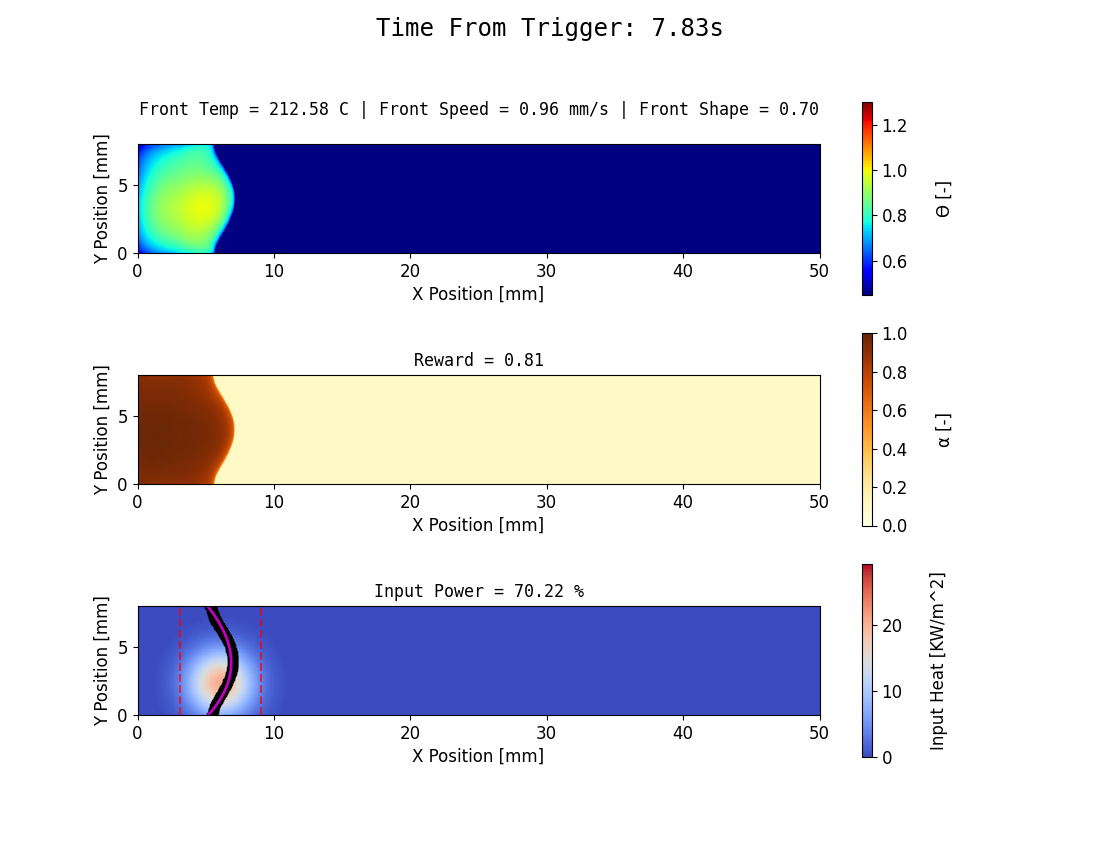 Time From Trigger: 7.83s
Front Temp = 212.58 C | Front Speed = 0.96 mm/s | Front Shape = 0.70
Y Position [mm]
5
0
0 10 20 30 40 50
X Position [mm]
1.2
1.0
0.8
0.6
Θ [-]
Reward = 0.81
Y Position [mm]
5
0
0 10 20 30 40 50
X Position [mm]
1.0
0.8
0.6
0.4
0.2
0.0
α [-]
Input Power = 70.22 %
Y Position [mm]
5
0
0 10 20 30 40 50
X Position [mm]
20
10
0
Input Heat [KW/m^2]